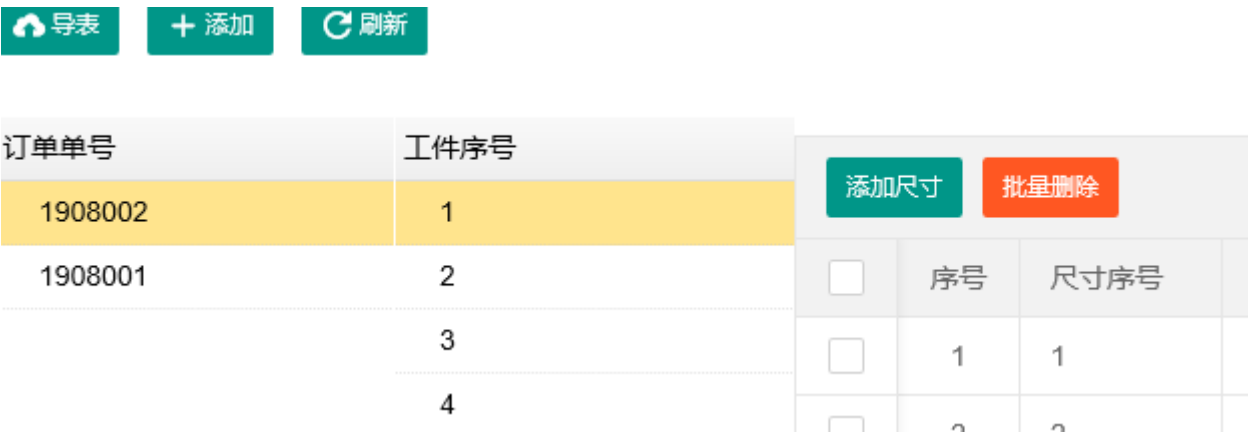 导表 添加 刷新
订单单号 工件序号
添加尺寸 批量删除
1908002 1
1908001 2
序号 尺寸序号
3
1 1
4